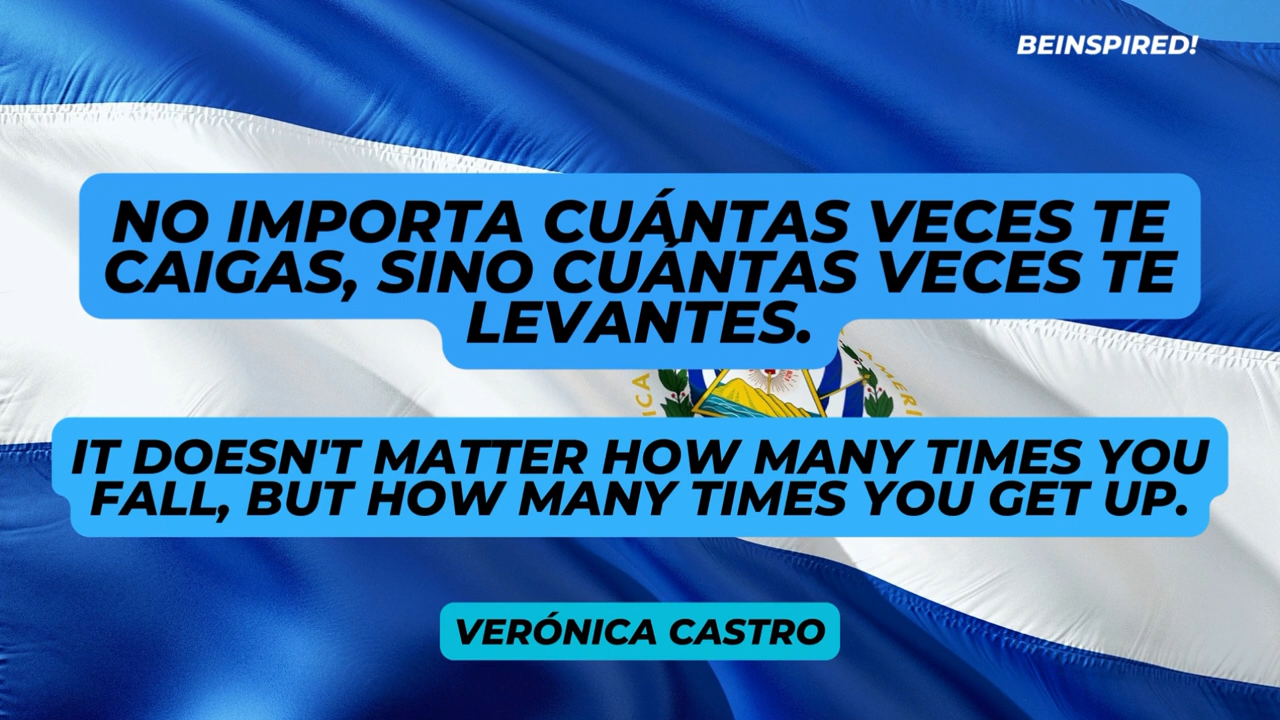 BEINSPIRED!
NO IMPORTA CUÁNTAS VECES TE
CAIGAS, SINO CUÁNTAS VECES TE
LEVANTES.
IT DOESN'T MATTER HOW MANY TIMES YOU
FALL, BUT HOW MANY TIMES YOU GET UP.
VERÓNICA CASTRO